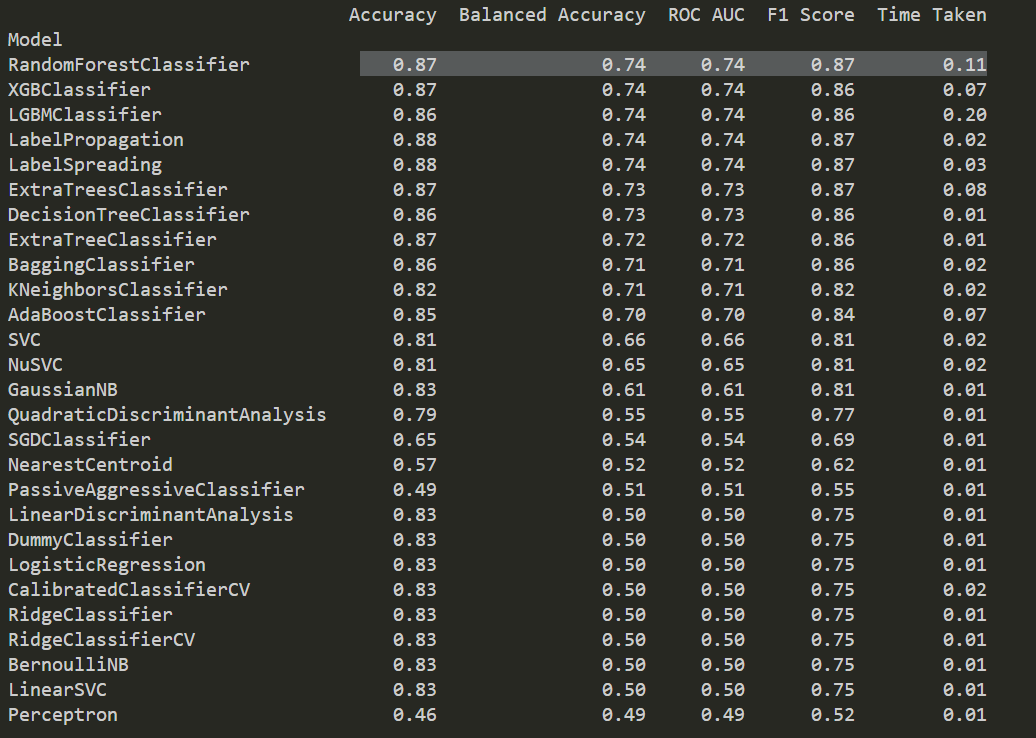 Accuracy Balanced Accuracy ROC AUC F1 Score Time Taken
Model
RandomForestClassifier 0.87 0.74 0.74 0.87 0.11
XGBClassifier 0.87 0.74 0.74 0.86 0.07
LGBMClassifier 0.86 0.74 0.74 0.86 0.20
LabelPropagation 0.88 0.74 0.74 0.87 0.02
LabelSpreading 0.88 0.74 0.74 0.87 0.03
ExtraTreesClassifier 0.87 0.73 0.73 0.87 0.08
DecisionTreeClassifier 0.86 0.73 0.73 0.86 0.01
ExtraTreeClassifier 0.87 0.72 0.72 0.86 0.01
BaggingClassifier 0.86 0.71 0.71 0.86 0.02
KNeighborsClassifier 0.82 0.71 0.71 0.82 0.02
AdaBoostClassifier 0.85 0.70 0.70 0.84 0.07
SVC 0.81 0.66 0.66 0.81 0.02
NuSVC 0.81 0.65 0.65 0.81 0.02
GaussianNB 0.83 0.61 0.61 0.81 0.01
QuadraticDiscriminantAnalysis 0.79 0.55 0.55 0.77 0.01
SGDClassifier 0.65 0.54 0.54 0.69 0.01
NearestCentroid 0.57 0.52 0.52 0.62 0.01
PassiveAggressiveClassifier 0.49 0.51 0.51 0.55 0.01
LinearDiscriminantAnalysis 0.83 0.50 0.50 0.75 0.01
DummyClassifier 0.83 0.50 0.50 0.75 0.01
LogisticRegression 0.83 0.50 0.50 0.75 0.01
CalibratedClassifierCV 0.83 0.50 0.50 0.75 0.02
RidgeClassifier 0.83 0.50 0.50 0.75 0.01
RidgeClassifierCV 0.83 0.50 0.50 0.75 0.01
BernoulliNB 0.83 0.50 0.50 0.75 0.01
LinearSVC 0.83 0.50 0.50 0.75 0.01
Perceptron 0.46 0.49 0.49 0.52 0.01